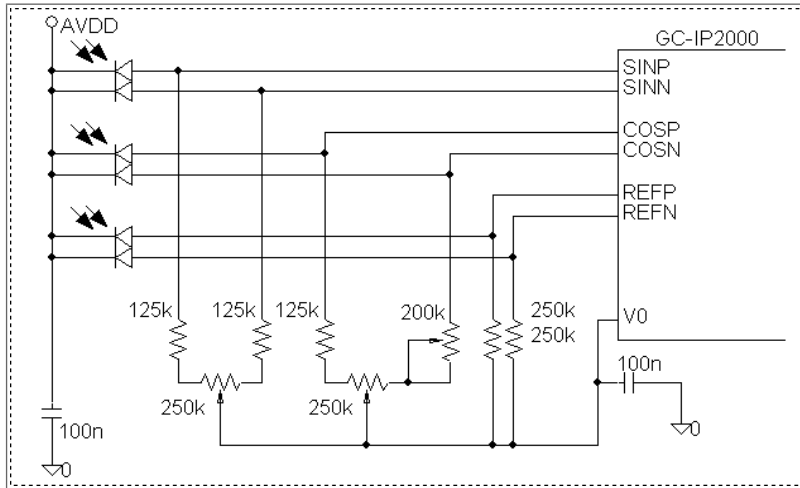 AVDD
GC-IP2000
SINP
SINN
COSP
COSN
REFP
REFN
125k
125k
125k
200k
250k
250k
V0
250k
250k
100n
100n
0
0